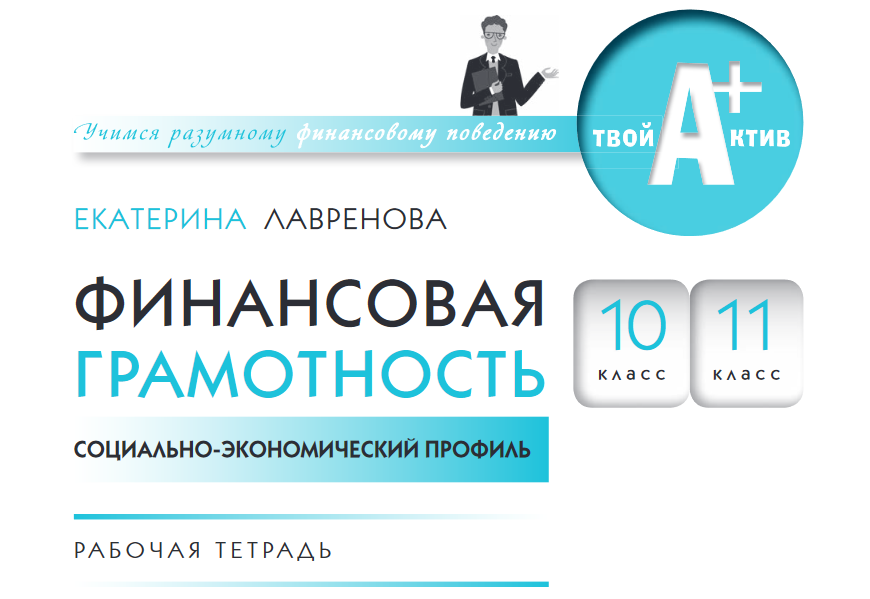 Учимся разумному финансовому поведению
твой А+ктив
ЕКАТЕРИНА ЛАВРЕНОВА
ФИНАНСОВАЯ
ГРАМОТНОСТЬ
10 класс
11 класс
СОЦИАЛЬНО-ЭКОНОМИЧЕСКИЙ ПРОФИЛЬ
РАБОЧАЯ ТЕТРАДЬ